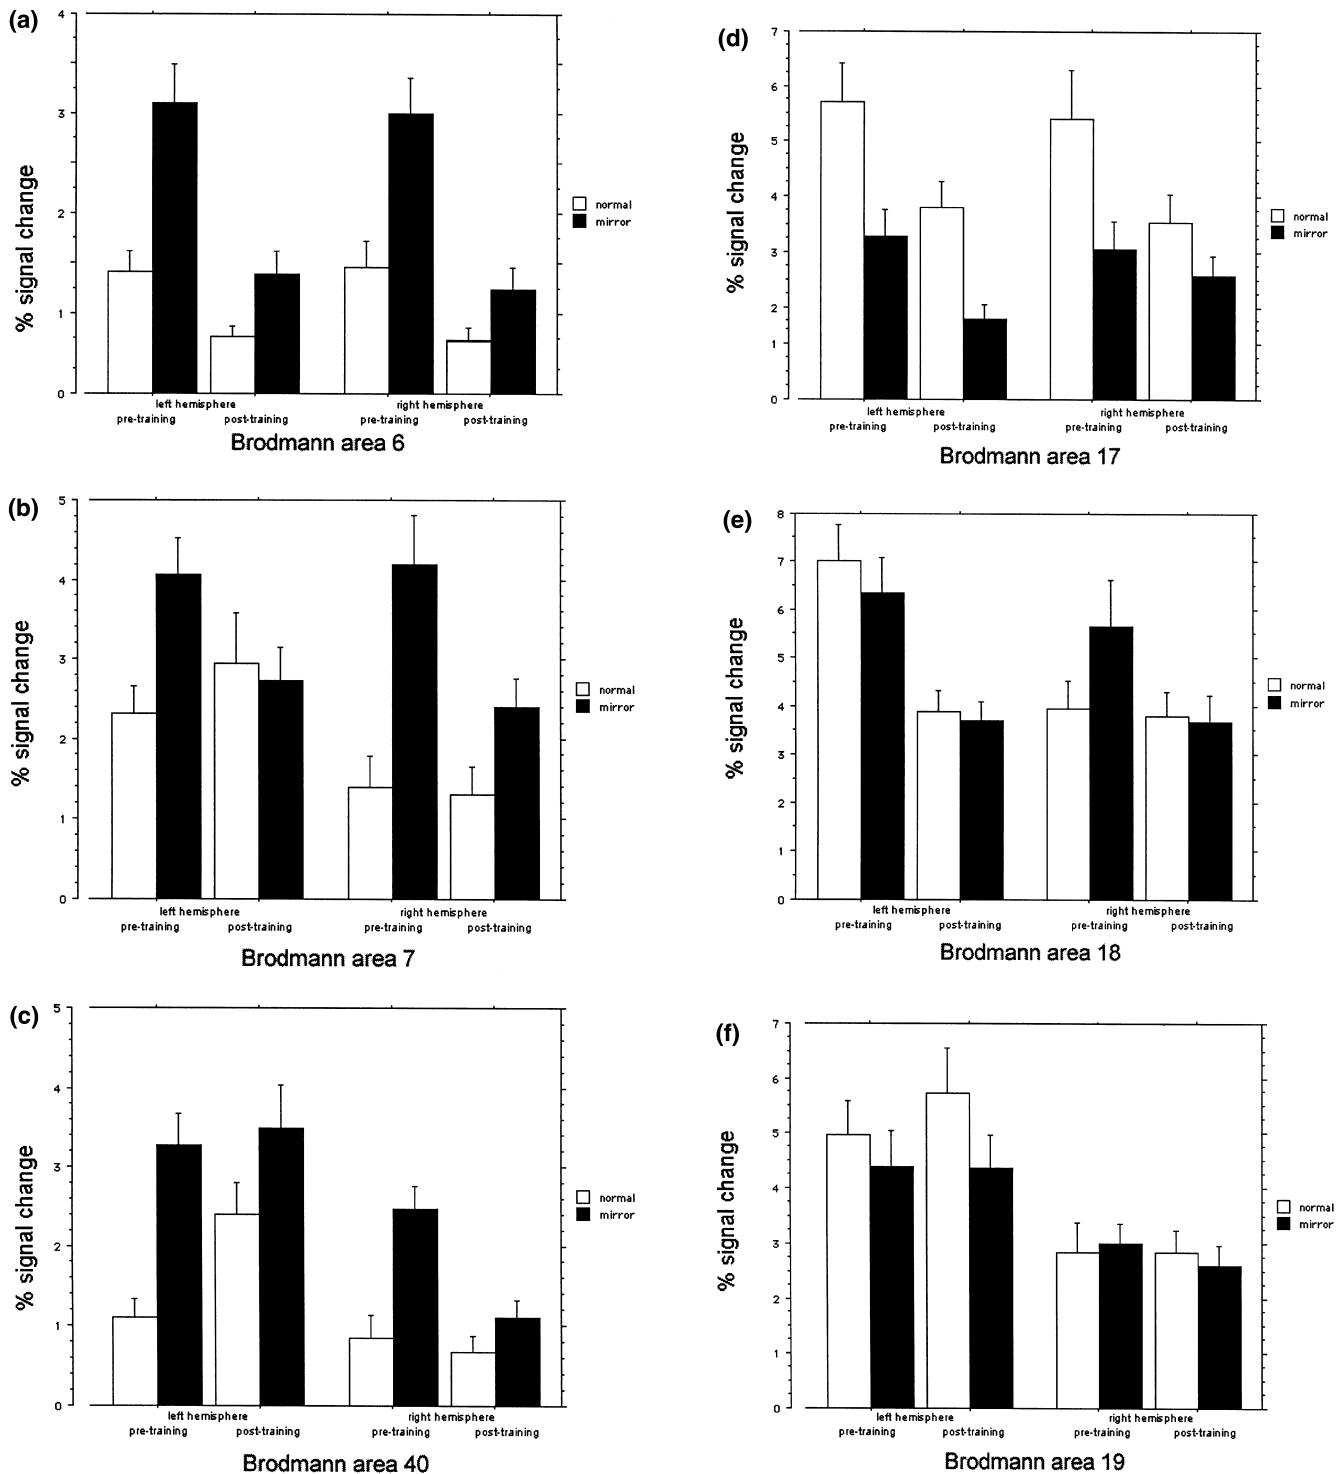 (a)
4
3
2
1
0
% signal change
normal
mirror
left hemisphere
right hemisphere
pre-training
post-training
pre-training
post-training
Brodmann area 6
(b)
5
4
3
2
1
0
% signal change
normal
mirror
left hemisphere
right hemisphere
pre-training
post-training
pre-training
post-training
Brodmann area 7
(c)
5
4
3
2
1
0
% signal change
normal
mirror
left hemisphere
right hemisphere
pre-training
post-training
pre-training
post-training
Brodmann area 40
(d)
7
6
5
4
3
2
1
0
% signal change
normal
mirror
left hemisphere
right hemisphere
pre-training
post-training
pre-training
post-training
Brodmann area 17
(e)
8
7
6
5
4
3
2
1
0
% signal change
normal
mirror
left hemisphere
right hemisphere
pre-training
post-training
pre-training
post-training
Brodmann area 18
(f)
7
6
5
4
3
2
1
0
% signal change
normal
mirror
left hemisphere
right hemisphere
pre-training
post-training
pre-training
post-training
Brodmann area 19